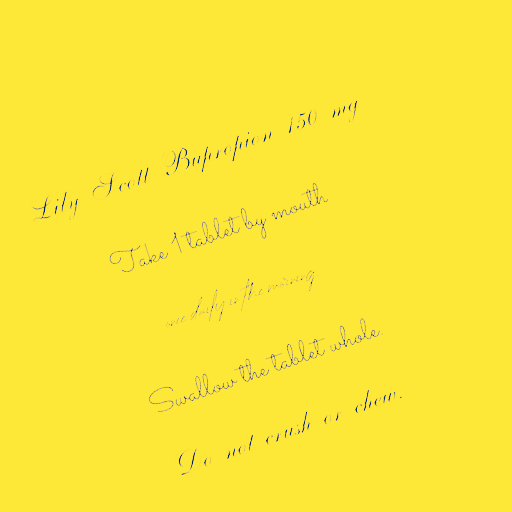 Lily Scott Bupropion 150 mg
Take 1 tablet by mouth
once daily in the morning
Swallow the tablet whole
Do not crush or chew.